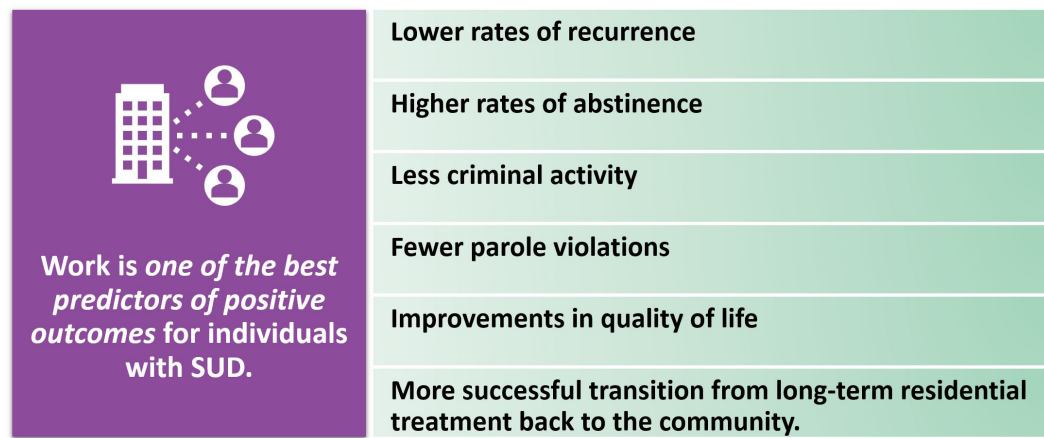 Work is one of the best
predictors of positive
outcomes for individuals
with SUD.
Lower rates of recurrence
Higher rates of abstinence
Less criminal activity
Fewer parole violations
Improvements in quality of life
More successful transition from long-term residential
treatment back to the community.